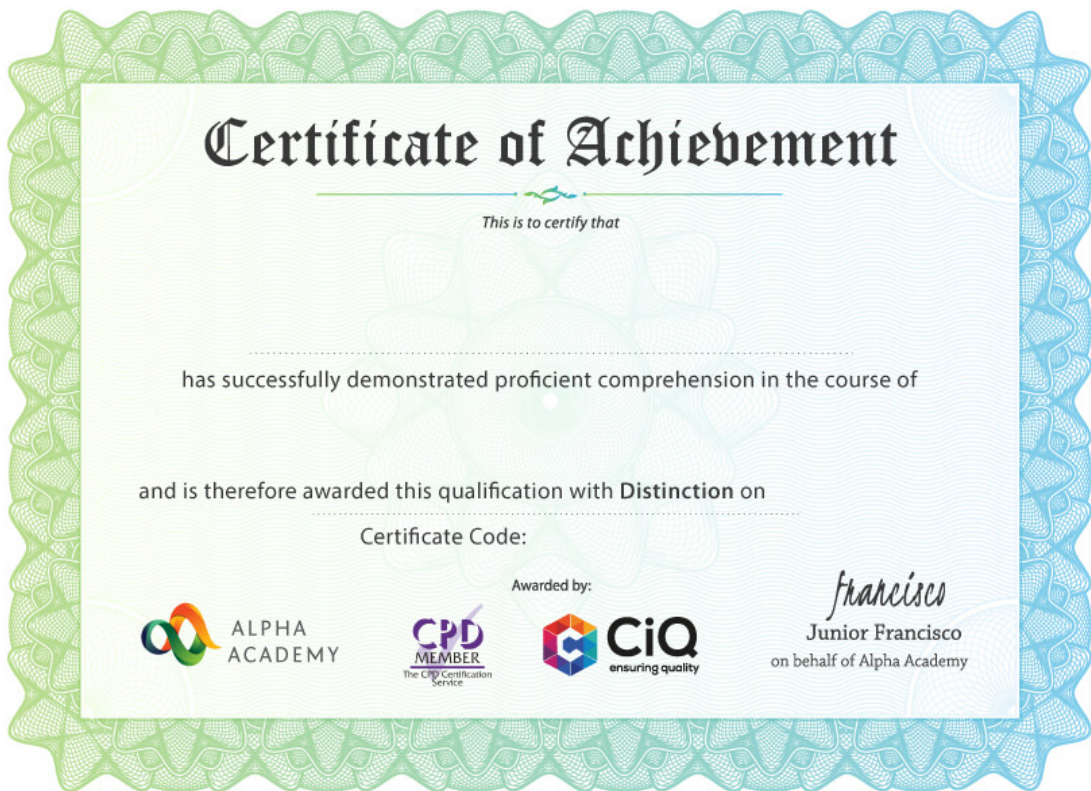 Certificate of Achievement
This is to certify that
has successfully demonstrated proficient comprehension in the course of
and is therefore awarded this qualification with Distinction on
Certificate Code:
Awarded by:
ALPHA
ACADEMY
CPD
MEMBER
The CPD Certification
Service
CiQ
ensuring quality
francisco
Junior Francisco
on behalf of Alpha Academy